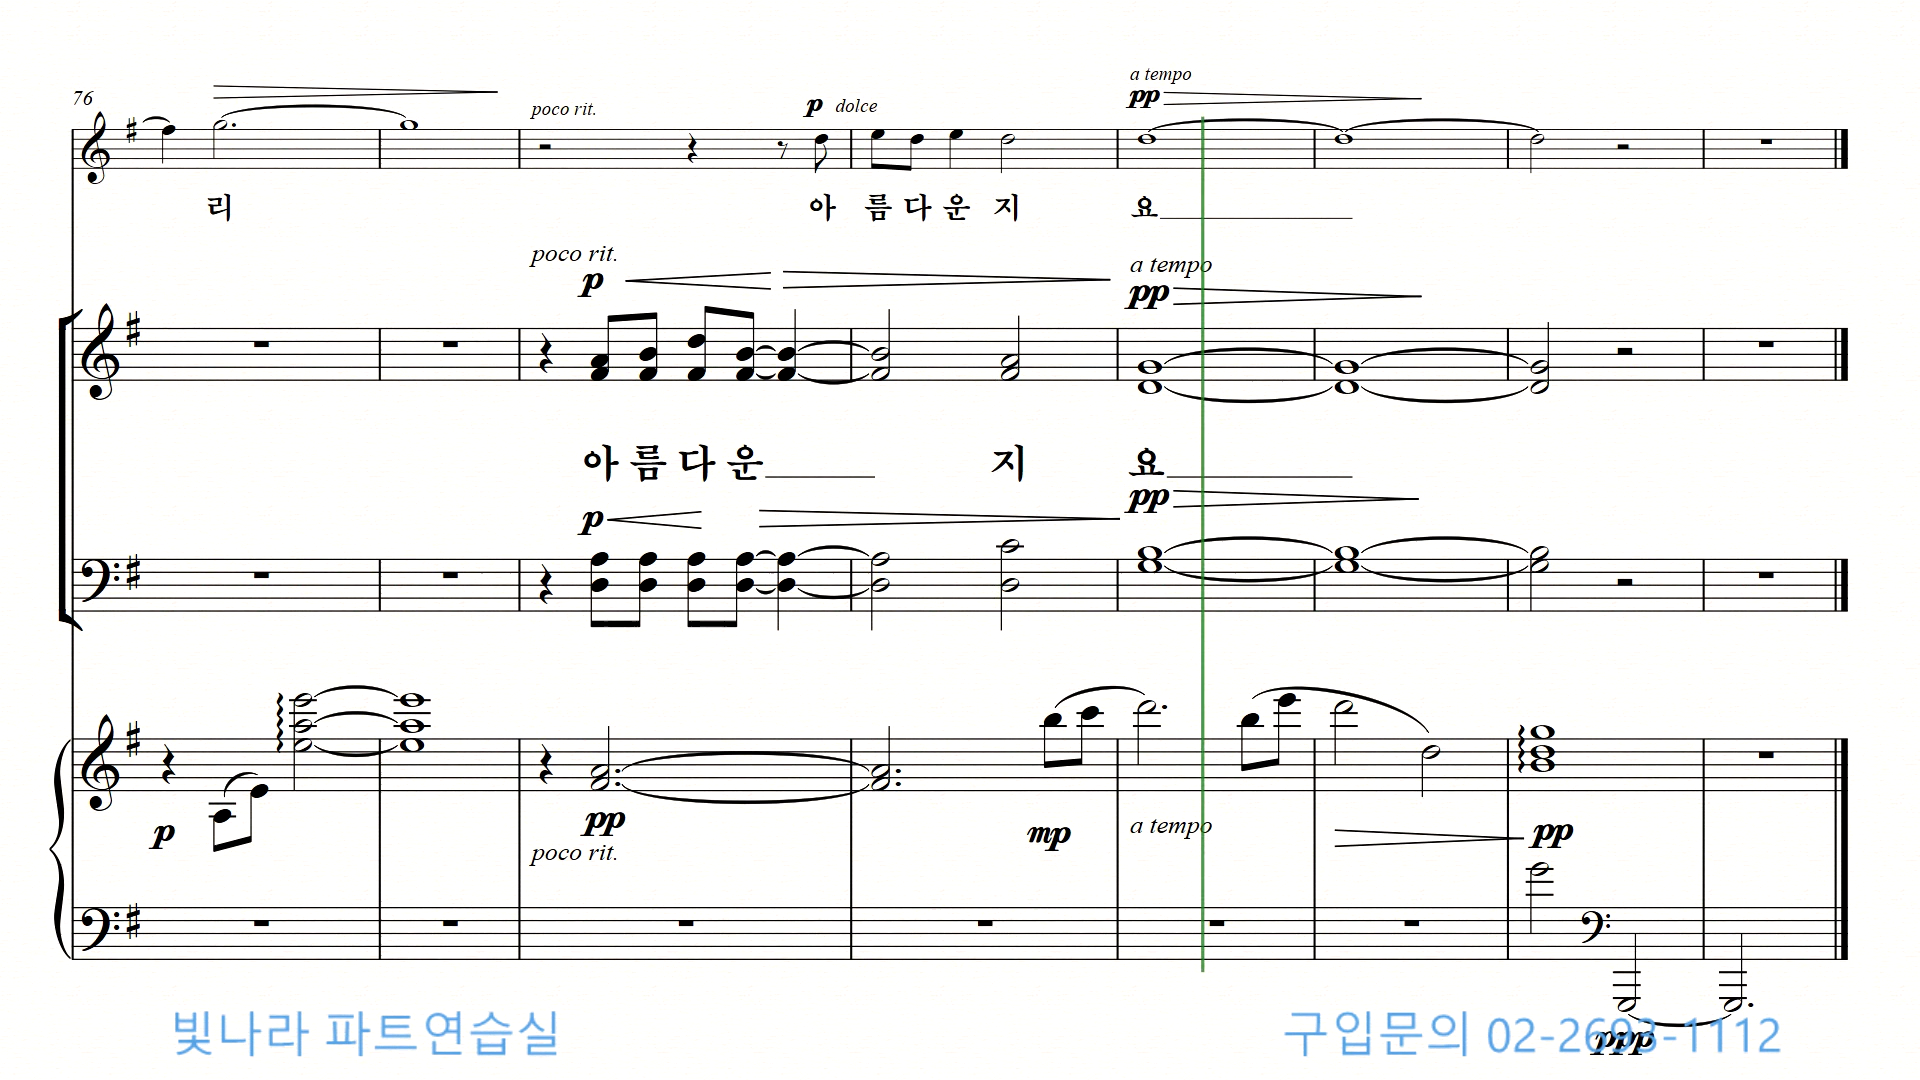 a tempo
pp
76
poco rit.
p dolce
리 아 름 다 운 지 요
poco rit.
a tempo
p
pp
아 름 다 운 지 요
pp
p
p
pp
mp
a tempo
pp
poco rit.
빛나라 파트연습실
구입문의 02-2693-1112
ppp